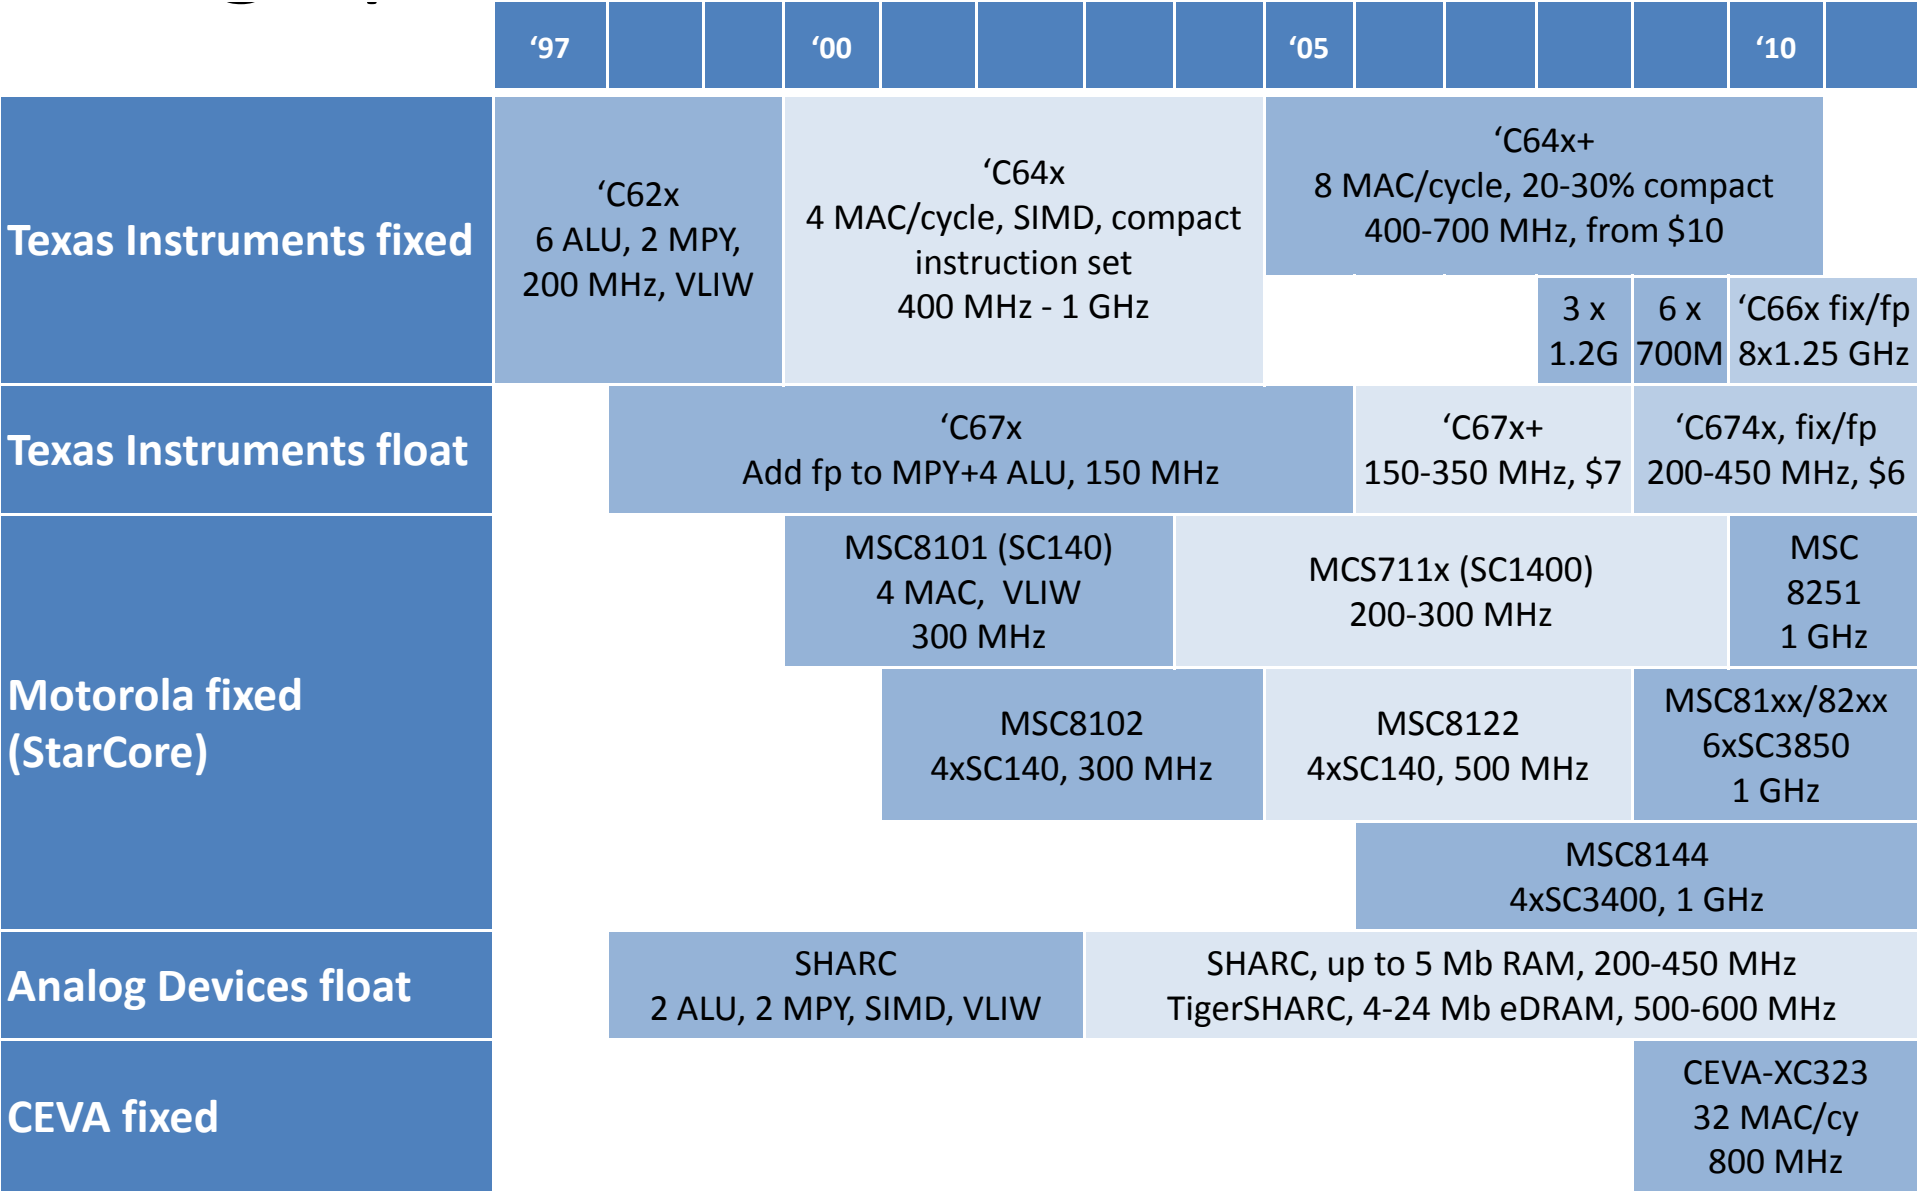 ‘97 ‘00 ‘05 ‘10
Texas Instruments fixed
‘C62x
6 ALU, 2 MPY,
200 MHz, VLIW
‘C64x
4 MAC/cycle, SIMD, compact
instruction set
400 MHz - 1 GHz
‘C64x+
8 MAC/cycle, 20-30% compact
400-700 MHz, from $10
3 x
1.2G
6 x
700M
‘C66x fix/fp
8x1.25 GHz
Texas Instruments float
‘C67x
Add fp to MPY+4 ALU, 150 MHz
‘C67x+
150-350 MHz, $7
‘C674x, fix/fp
200-450 MHz, $6
Motorola fixed
(StarCore)
MSC8101 (SC140)
4 MAC, VLIW
300 MHz
MCS711x (SC1400)
200-300 MHz
MSC
8251
1 GHz
MSC8102
4xSC140, 300 MHz
MSC8122
4xSC140, 500 MHz
MSC81xx/82xx
6xSC3850
1 GHz
MSC8144
4xSC3400, 1 GHz
Analog Devices float
SHARC
2 ALU, 2 MPY, SIMD, VLIW
SHARC, up to 5 Mb RAM, 200-450 MHz
TigerSHARC, 4-24 Mb eDRAM, 500-600 MHz
CEVA fixed
CEVA-XC323
32 MAC/cy
800 MHz